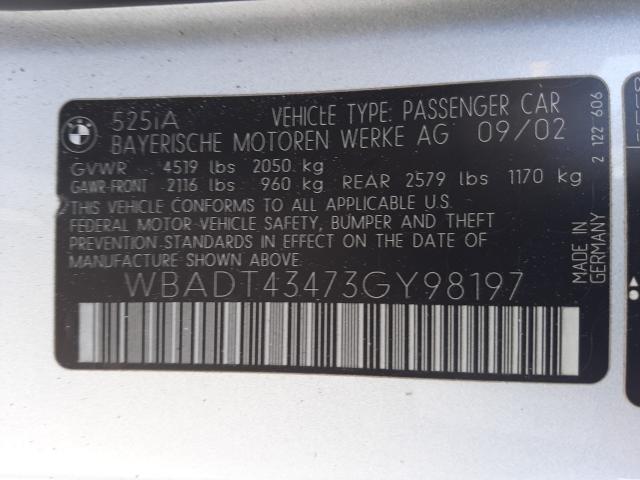 BMW
525iA
VEHICLE TYPE: PASSENGER CAR
BAYERISCHE MOTOREN WERKE AG 09/02
GVWR 4519 lbs 2050 kg
GAWR-FRONT 2116 lbs 960 kg REAR 2579 lbs 1170 kg
THIS VEHICLE CONFORMS TO ALL APPLICABLE U.S.
FEDERAL MOTOR VEHICLE SAFETY, BUMPER AND THEFT
PREVENTION STANDARDS IN EFFECT ON THE DATE OF
MANUFACTURE SHOWN ABOVE.
WBADT43473GY98197
MADE IN
GERMANY
2 122 606